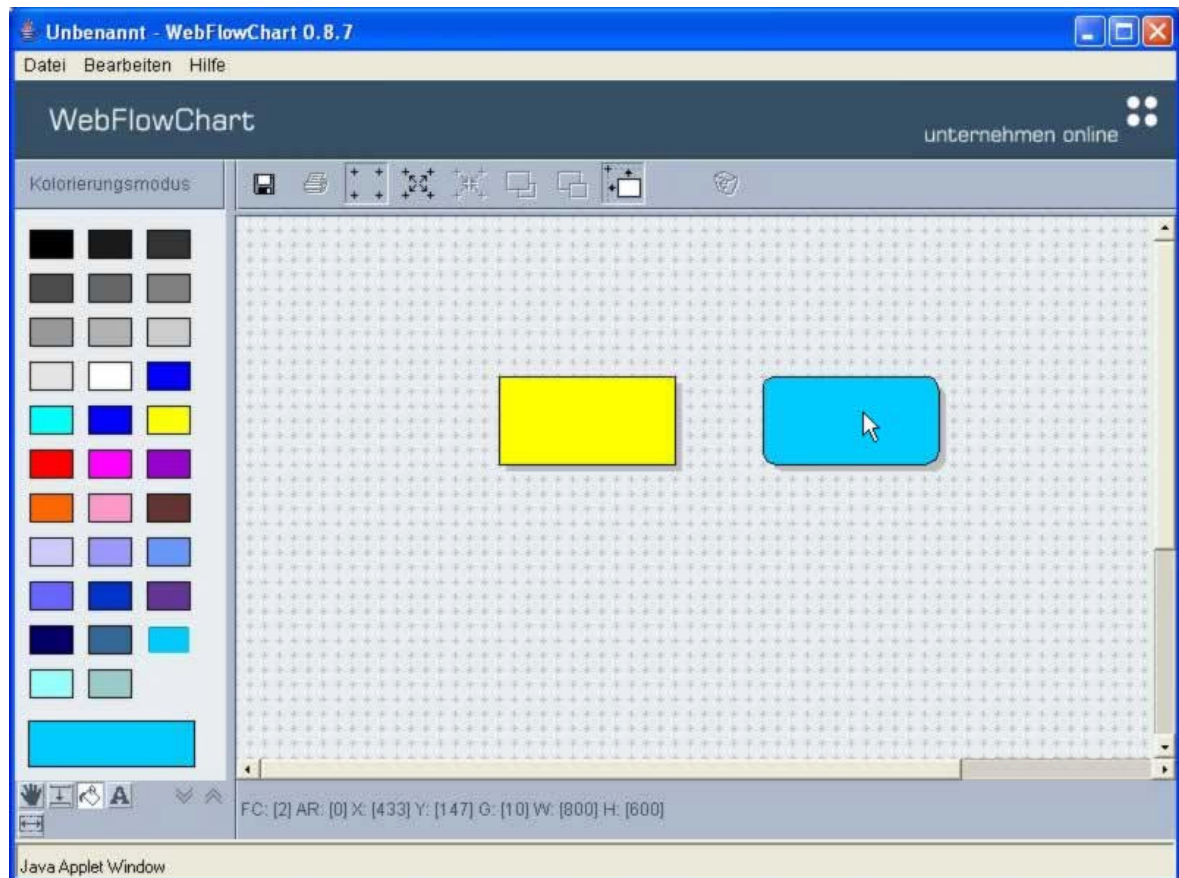 Unbenannt - WebFlowChart 0.8.7
Datei Bearbeiten Hilfe
WebFlowChart
unternehmen online
Kolorierungsmodus
A
FC: [2] AR: [0] X: [433] Y: [147] G: [10] W: [800] H: [600]
Java Applet Window